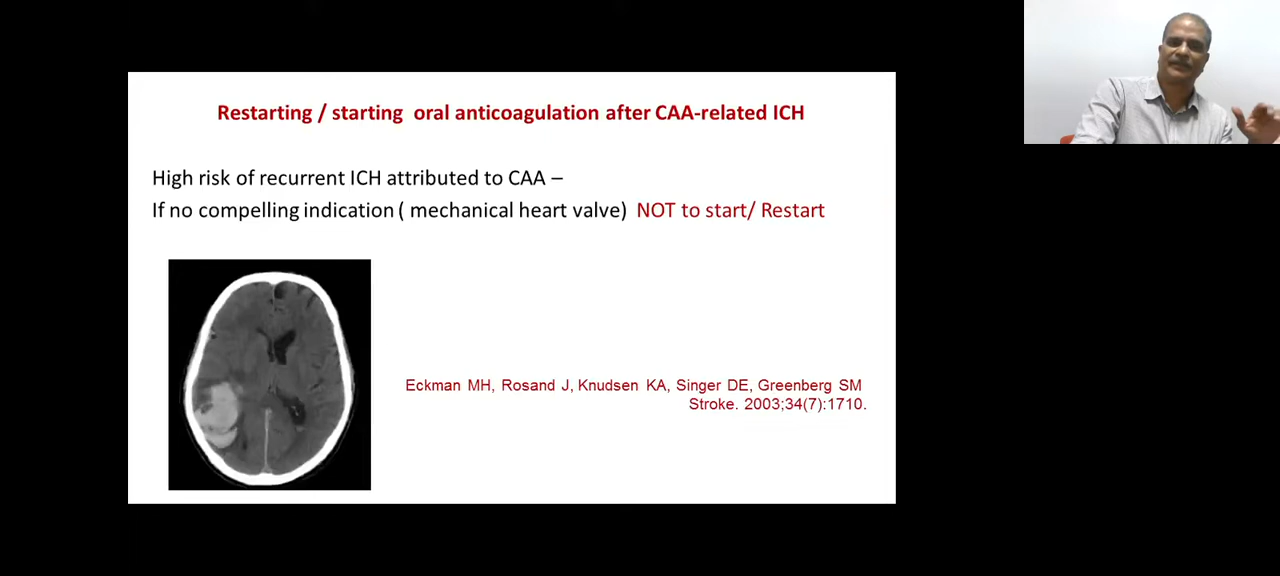 Restarting / starting oral anticoagulation after CAA-related ICH
High risk of recurrent ICH attributed to CAA –
If no compelling indication ( mechanical heart valve) NOT to start/ Restart
Eckman MH, Rosand J, Knudsen KA, Singer DE, Greenberg SM
Stroke. 2003;34(7):1710.